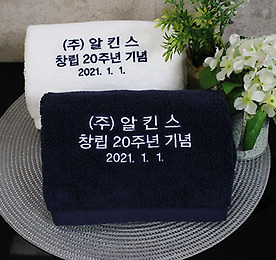 (주) 알 킨 스
창립 20주년 기념
2021. 1. 1.
(주) 알 킨 스
창립 20주년 기념
2021. 1. 1.